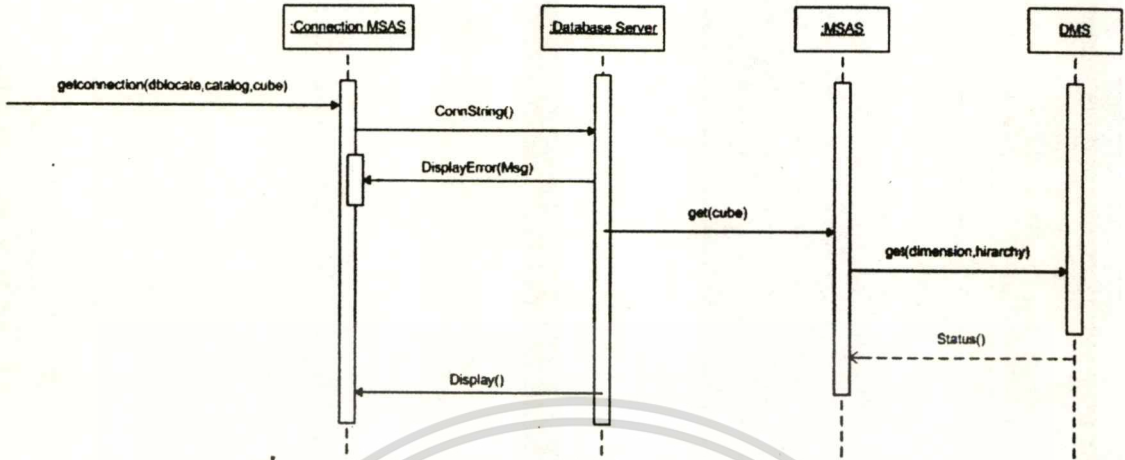 :Connection MSAS
:Database Server
:MSAS
DMS
getconnection(dblocate,catalog,cube)
ConnString()
DisplayError(Msg)
get(cube)
get(dimension,hirarchy)
Status()
Display()